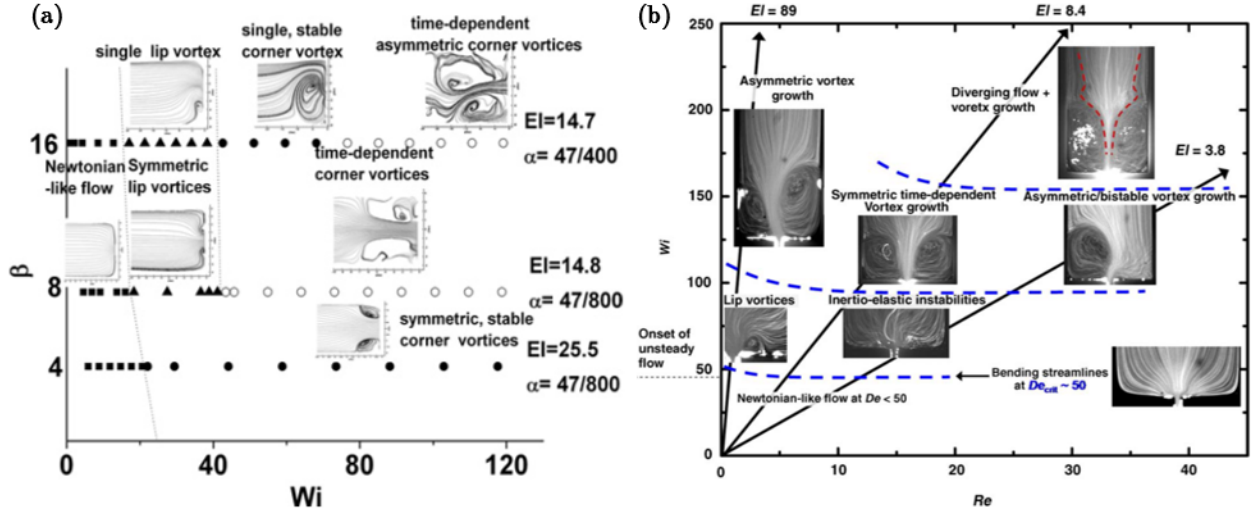 (a)
time-dependent
asymmetric corner vortices
single, stable
corner vortex
single lip vortex
El=14.7
16
α= 47/400
Newtonian
-like flow
Symmetric
lip vortices
time-dependent
corner vortices
β
El=14.8
8
α= 47/800
symmetric, stable
corner vortices
El=25.5
4
α= 47/800
0 40 80 120
Wi
(b)
El = 89
El = 8.4
250
200
150
100
50
0
Wi
Asymmetric vortex
growth
Diverging flow +
voretx growth
El = 3.8
Symmetric time-dependent
Vortex growth
Asymmetric/bistable vortex growth
Lip vortices
Inertio-elastic instabilities
Onset of
unsteady
flow
Bending streamlines
at De_crit ~ 50
Newtonian-like flow at De < 50
0 10 20 30 40
Re